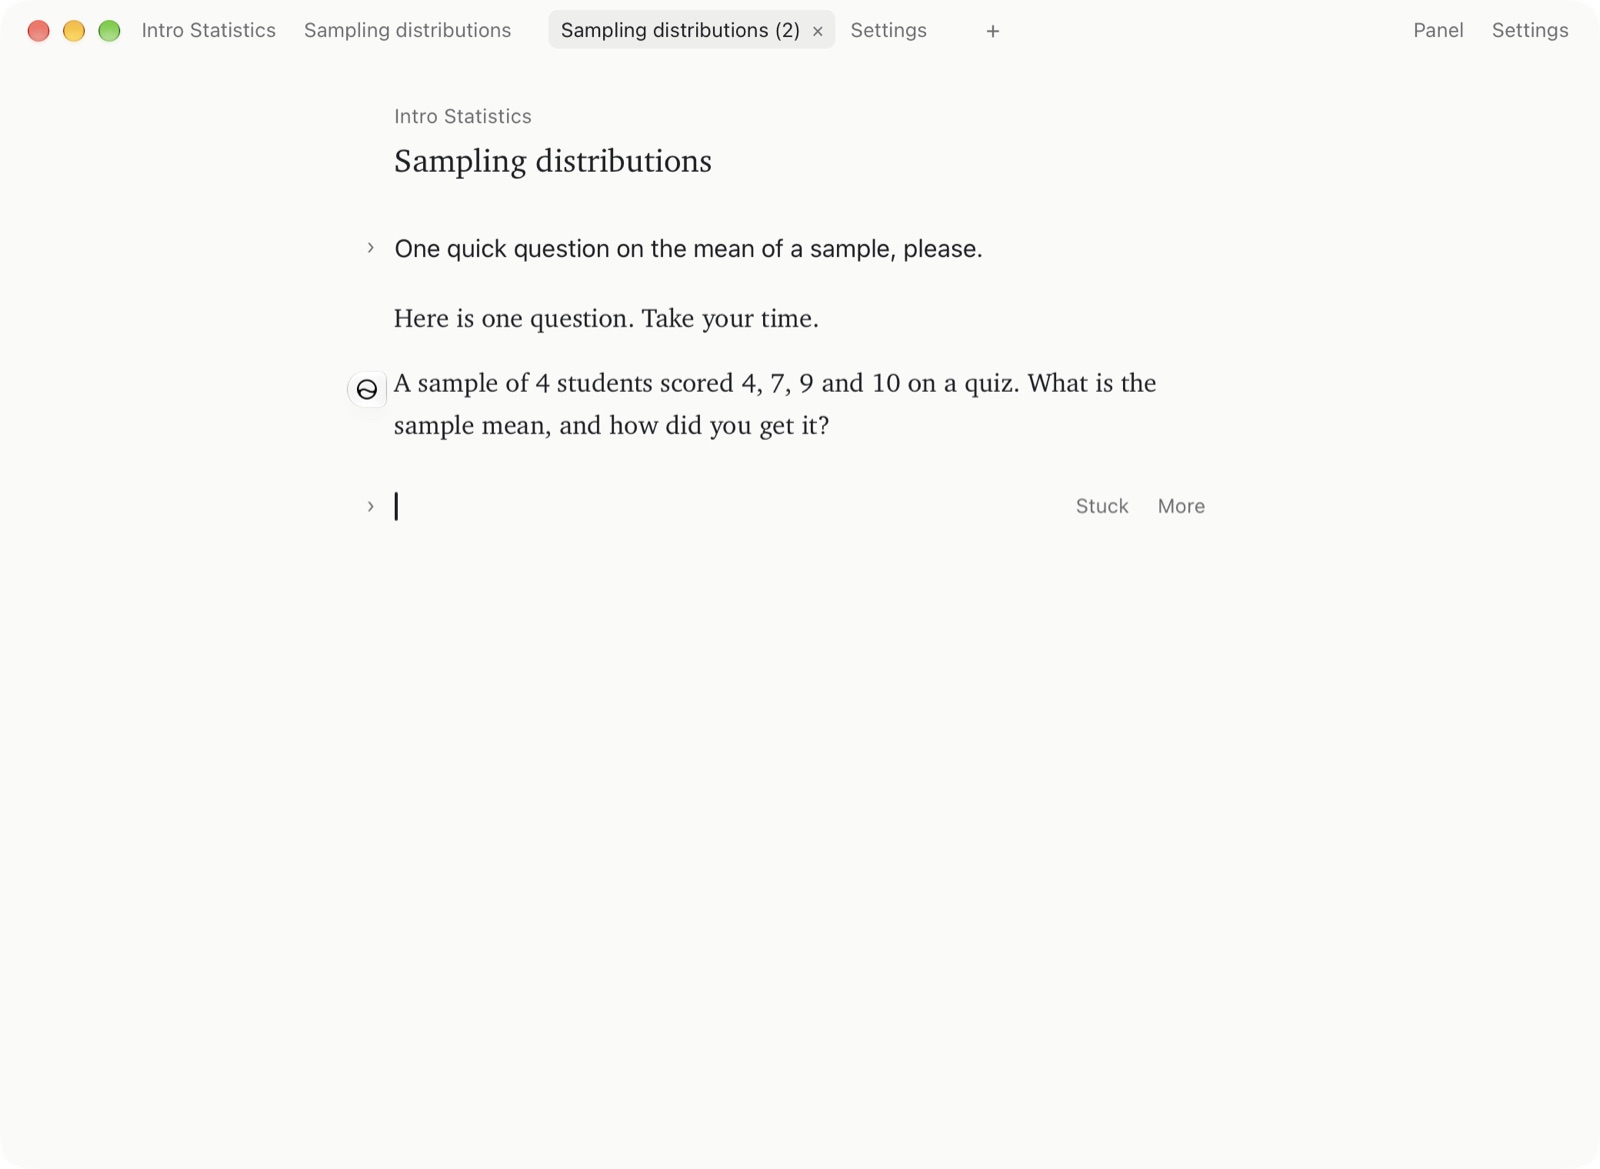 Intro Statistics Sampling distributions Sampling distributions (2) × Settings + Panel Settings
Intro Statistics
Sampling distributions
› One quick question on the mean of a sample, please.
Here is one question. Take your time.
A sample of 4 students scored 4, 7, 9 and 10 on a quiz. What is the
sample mean, and how did you get it?
› Stuck More